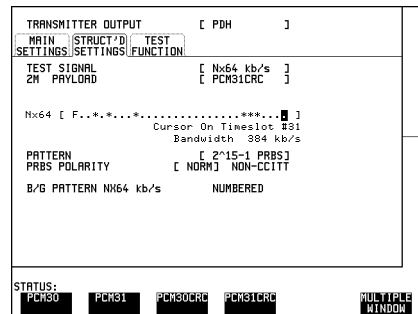 TRANSMITTER OUTPUT [ PDH ]
MAIN SETTINGS STRUCT'D SETTINGS TEST FUNCTION
TEST SIGNAL [ Nx64 kb/s ]
2M PAYLOAD [ PCM31CRC ]
Nx64 [ F..*.*...*...............***....  ]
Cursor On Timeslot #31
Bandwidth 384 kb/s
PATTERN [ 2^15-1 PRBS]
PRBS POLARITY [ NORM] NON-CCITT
B/G PATTERN NX64 kb/s NUMBERED
STATUS:
PCM30 PCM31 PCM30CRC PCM31CRC MULTIPLE WINDOW